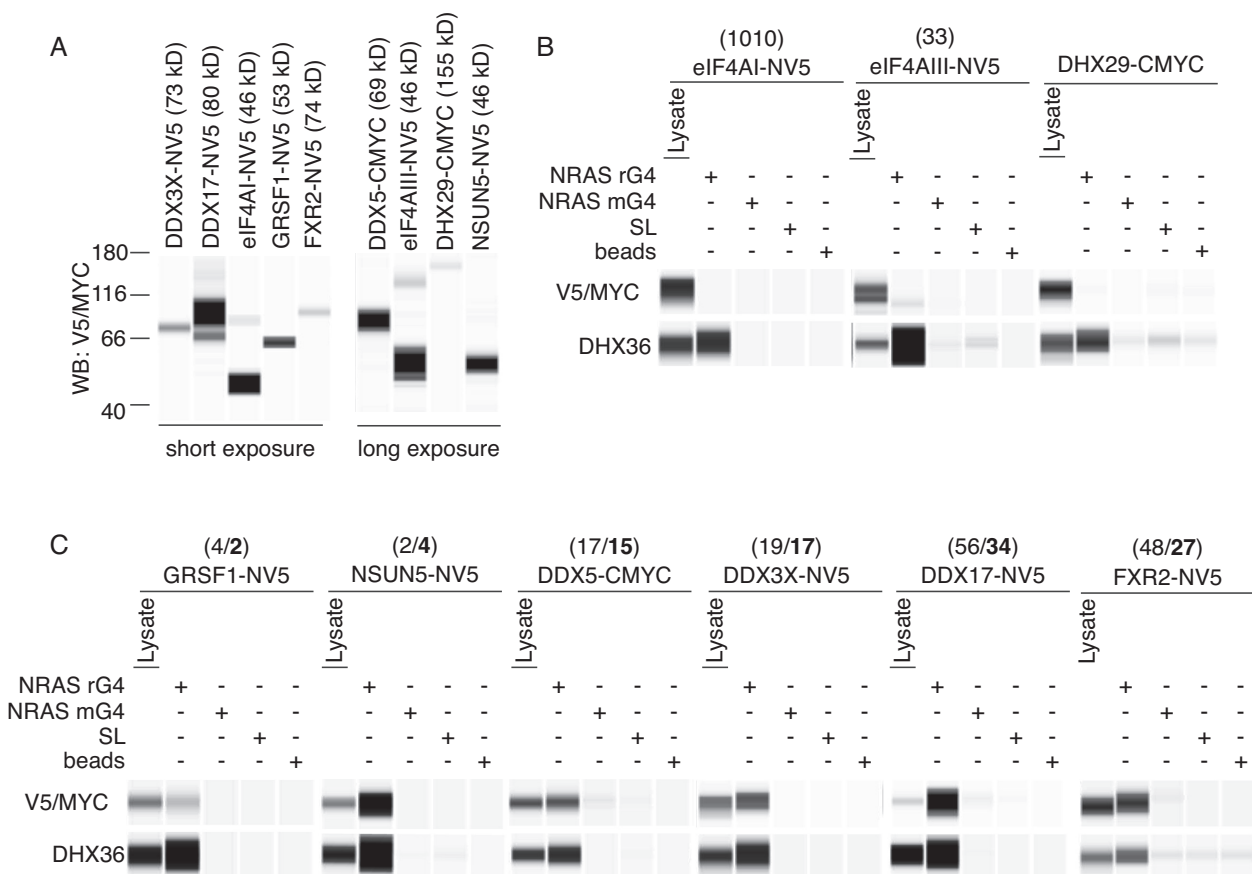 A
DDX3X-NV5 (73 kD)
DDX17-NV5 (80 kD)
eIF4AI-NV5 (46 kD)
GRSF1-NV5 (53 kD)
FXR2-NV5 (74 kD)
DDX5-CMYC (69 kD)
eIF4AIII-NV5 (46 kD)
DHX29-CMYC (155 kD)
NSUN5-NV5 (46 kD)
WB: V5/MYC
180
116
66
40
short exposure
long exposure
B
(1010) (33)
eIF4AI-NV5 eIF4AIII-NV5 DHX29-CMYC
Lysate Lysate Lysate
NRAS rG4 + - - - + - - - + - - -
NRAS mG4 - + - - - + - - - + - -
SL - - + - - - + - - - + -
beads - - - + - - - + - - - +
V5/MYC
DHX36
C
(4/2) (2/4) (17/15) (19/17) (56/34) (48/27)
GRSF1-NV5 NSUN5-NV5 DDX5-CMYC DDX3X-NV5 DDX17-NV5 FXR2-NV5
Lysate Lysate Lysate Lysate Lysate Lysate
NRAS rG4 + - - - + - - - + - - - + - - - + - - - + - - -
NRAS mG4 - + - - - + - - - + - - - + - - - + - - - + - -
SL - - + - - - + - - - + - - - + - - - + - - - + -
beads - - - + - - - + - - - + - - - + - - - + - - - +
V5/MYC
DHX36